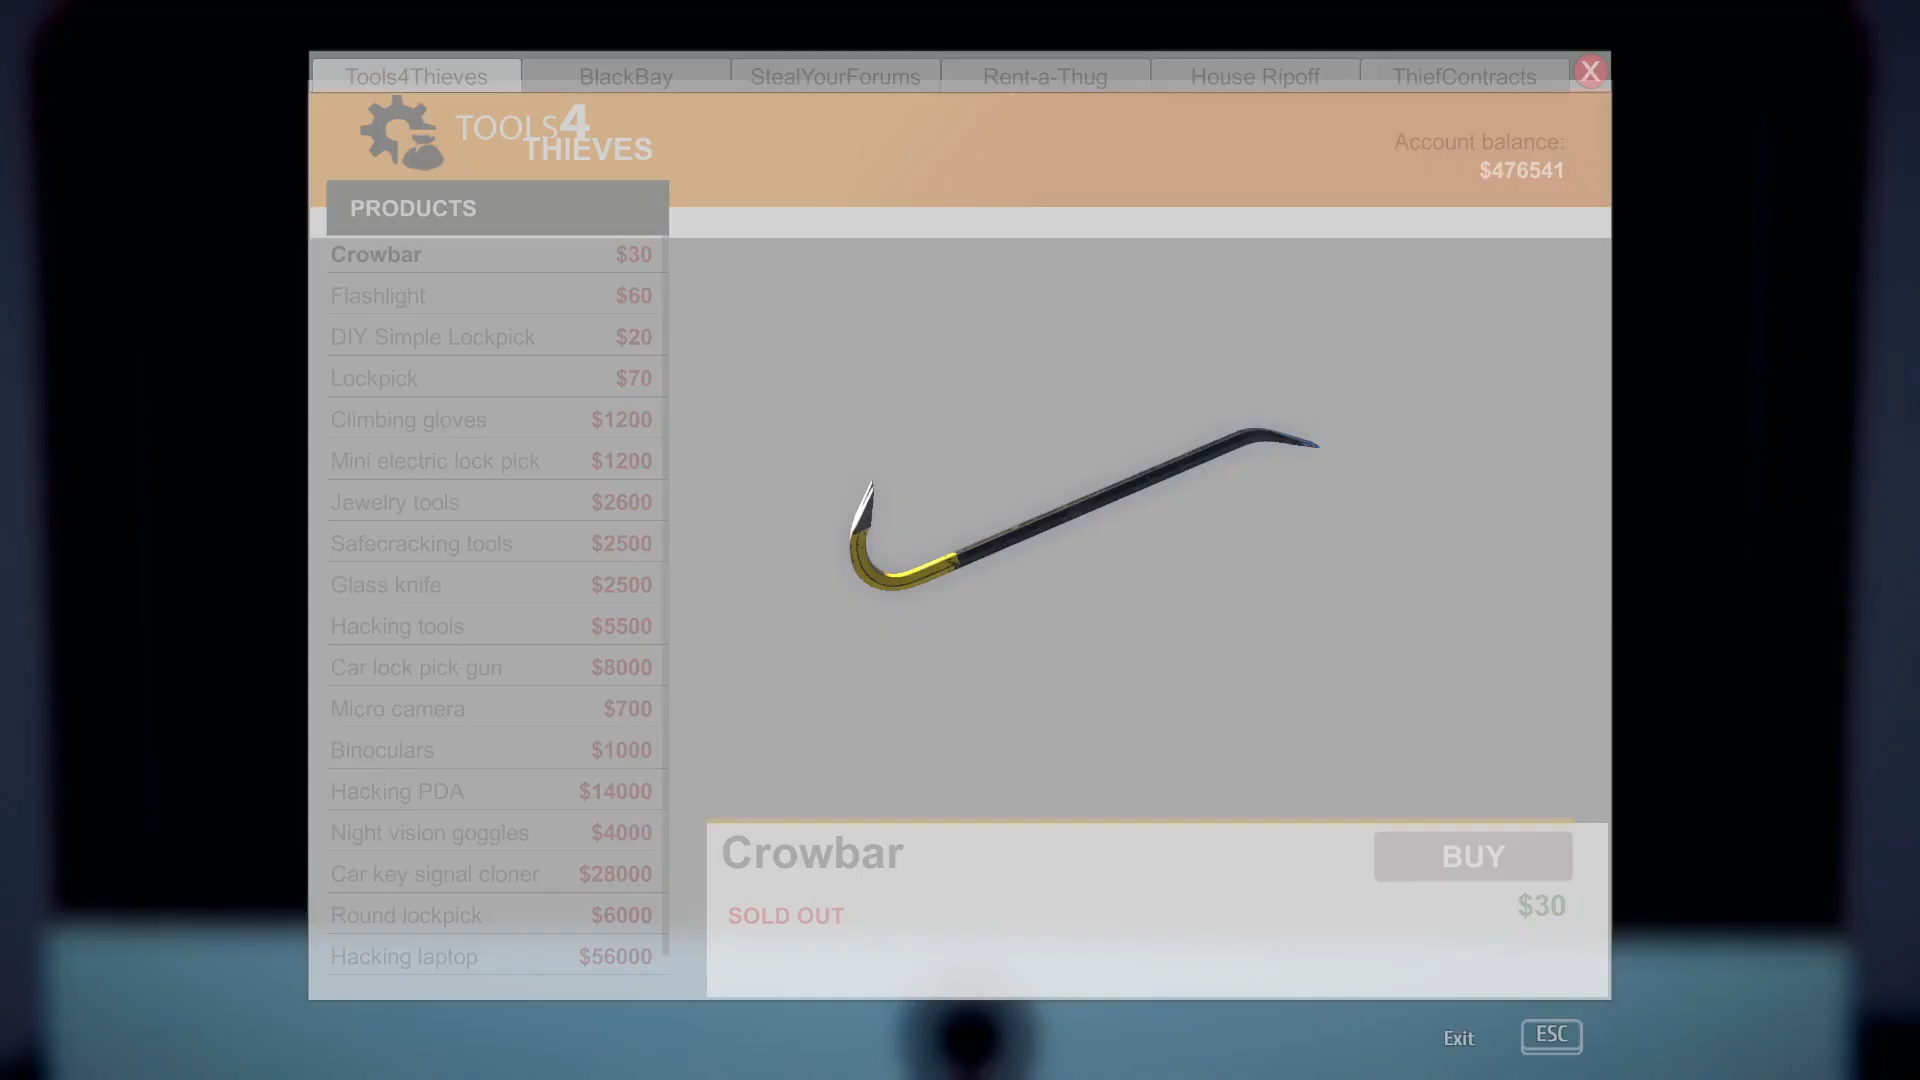 Tools4Thieves
BlackBay
StealYourForums
Rent-a-Thug
House Ripoff
ThiefContracts
X
TOOLS4
THIEVES
Account balance:
$476541
PRODUCTS
Crowbar $30
Flashlight $60
DIY Simple Lockpick $20
Lockpick $70
Climbing gloves $1200
Mini electric lock pick $1200
Jewelry tools $2600
Safecracking tools $2500
Glass knife $2500
Hacking tools $5500
Car lock pick gun $8000
Micro camera $700
Binoculars $1000
Hacking PDA $14000
Night vision goggles $4000
Car key signal cloner $28000
Round lockpick $6000
Hacking laptop $56000
Crowbar
BUY
SOLD OUT
$30
Exit ESC